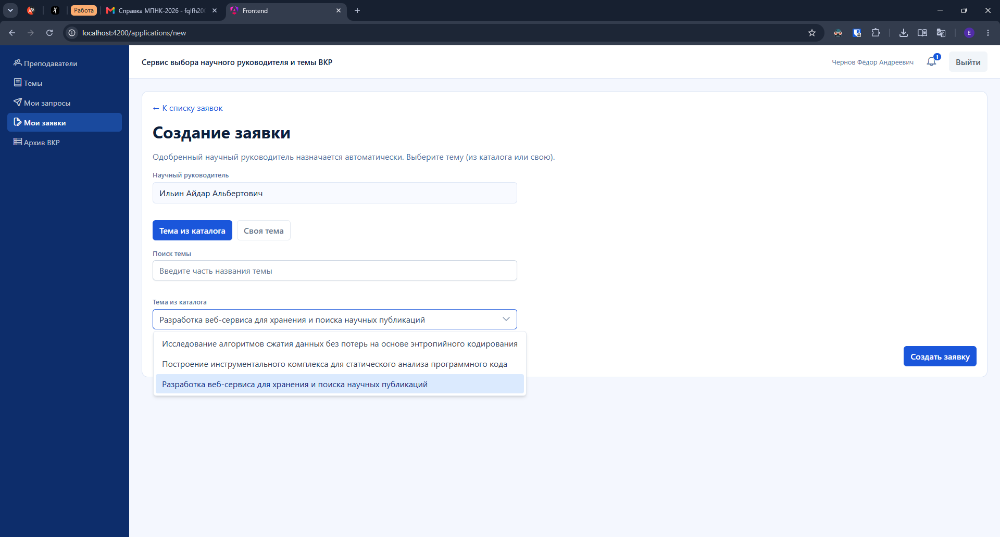 Работа
Справка МПНК-2026 - fqlfh200
Frontend
localhost:4200/applications/new
E
Преподаватели
Темы
Мои запросы
Мои заявки
Архив ВКР
Сервис выбора научного руководителя и темы ВКР
Чернов Фёдор Андреевич
1
Выйти
← К списку заявок
Создание заявки
Одобренный научный руководитель назначается автоматически. Выберите тему (из каталога или свою).
Научный руководитель
Ильин Айдар Альбертович
Тема из каталога
Своя тема
Поиск темы
Введите часть названия темы
Тема из каталога
Разработка веб-сервиса для хранения и поиска научных публикаций
Исследование алгоритмов сжатия данных без потерь на основе энтропийного кодирования
Построение инструментального комплекса для статического анализа программного кода
Разработка веб-сервиса для хранения и поиска научных публикаций
Создать заявку